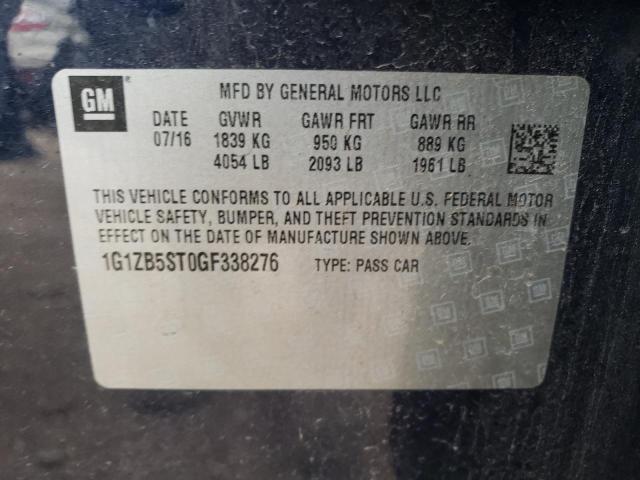 GM
MFD BY GENERAL MOTORS LLC
DATE GVWR GAWR FRT GAWR RR
07/16 1839 KG 950 KG 889 KG
4054 LB 2093 LB 1961 LB
THIS VEHICLE CONFORMS TO ALL APPLICABLE U.S. FEDERAL MOTOR
VEHICLE SAFETY, BUMPER, AND THEFT PREVENTION STANDARDS IN
EFFECT ON THE DATE OF MANUFACTURE SHOWN ABOVE.
1G1ZB5ST0GF338276 TYPE: PASS CAR